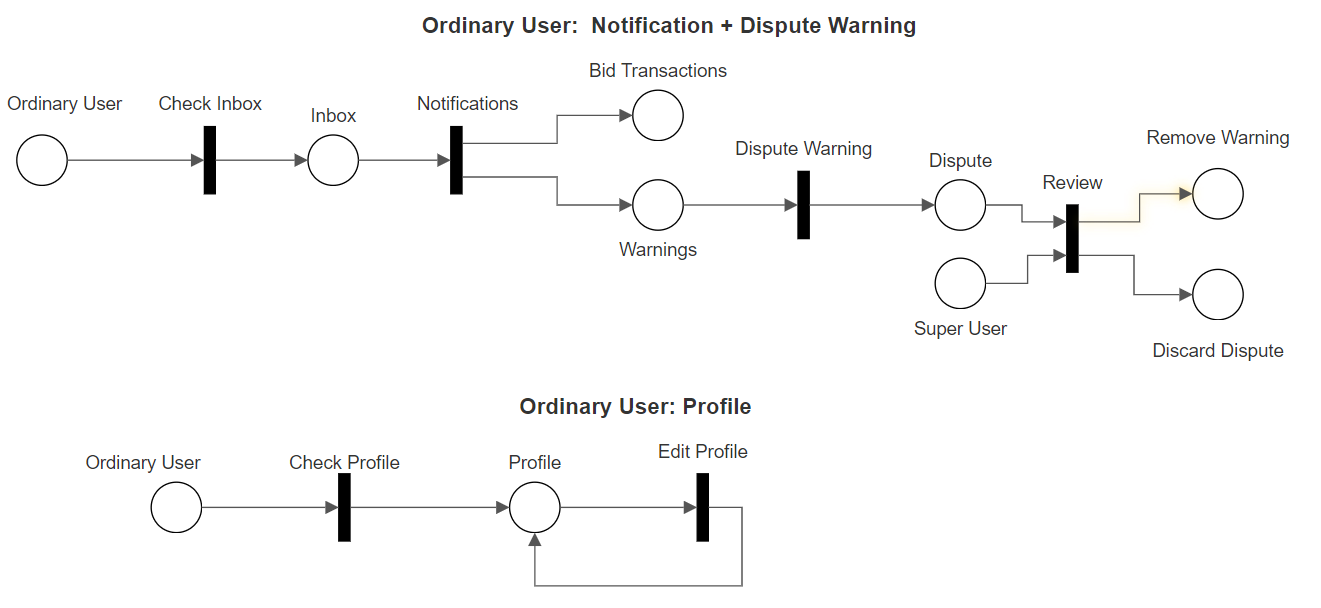 Ordinary User:  Notification + Dispute Warning
Bid Transactions
Ordinary User
Check Inbox
Inbox
Notifications
Dispute Warning
Dispute
Remove Warning
Review
Warnings
Super User
Discard Dispute
Ordinary User: Profile
Ordinary User
Check Profile
Profile
Edit Profile